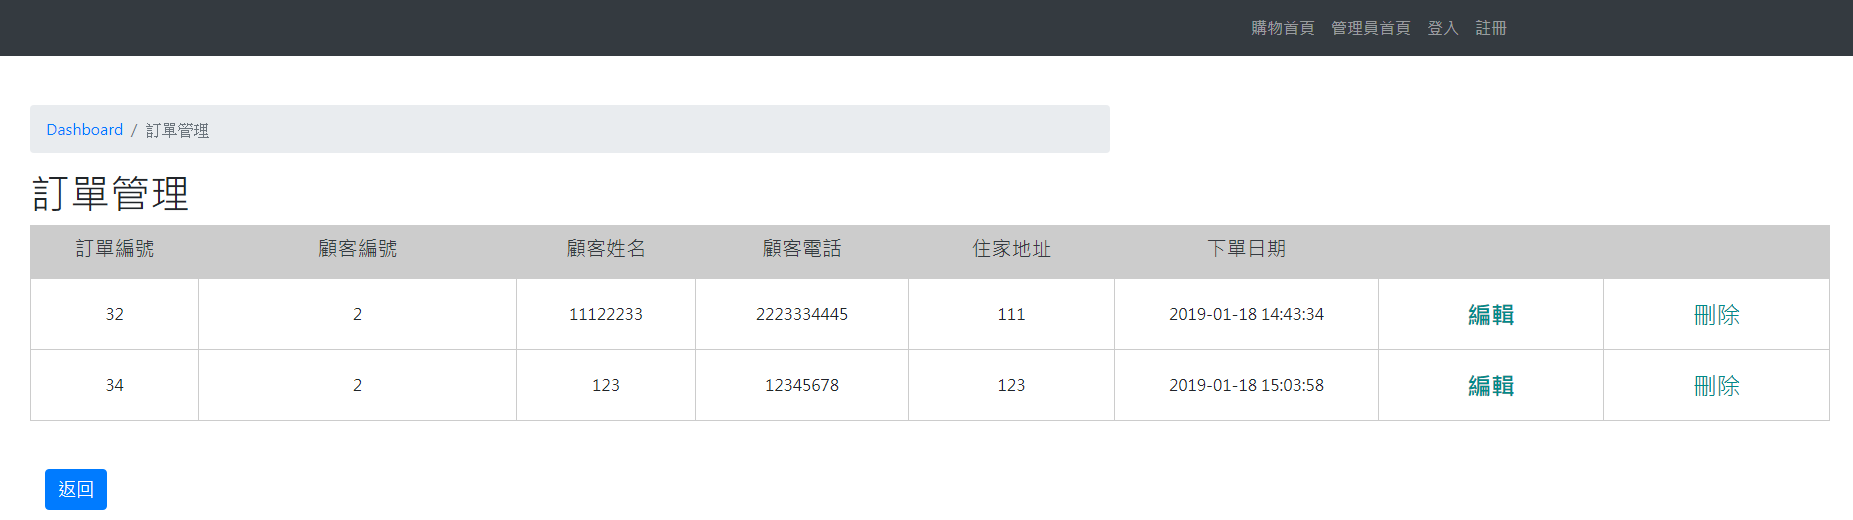 購物首頁 管理員首頁 登入 註冊
Dashboard / 訂單管理
訂單管理
訂單編號 顧客編號 顧客姓名 顧客電話 住家地址 下單日期
32 2 11122233 2223334445 111 2019-01-18 14:43:34 編輯 刪除
34 2 123 12345678 123 2019-01-18 15:03:58 編輯 刪除
返回